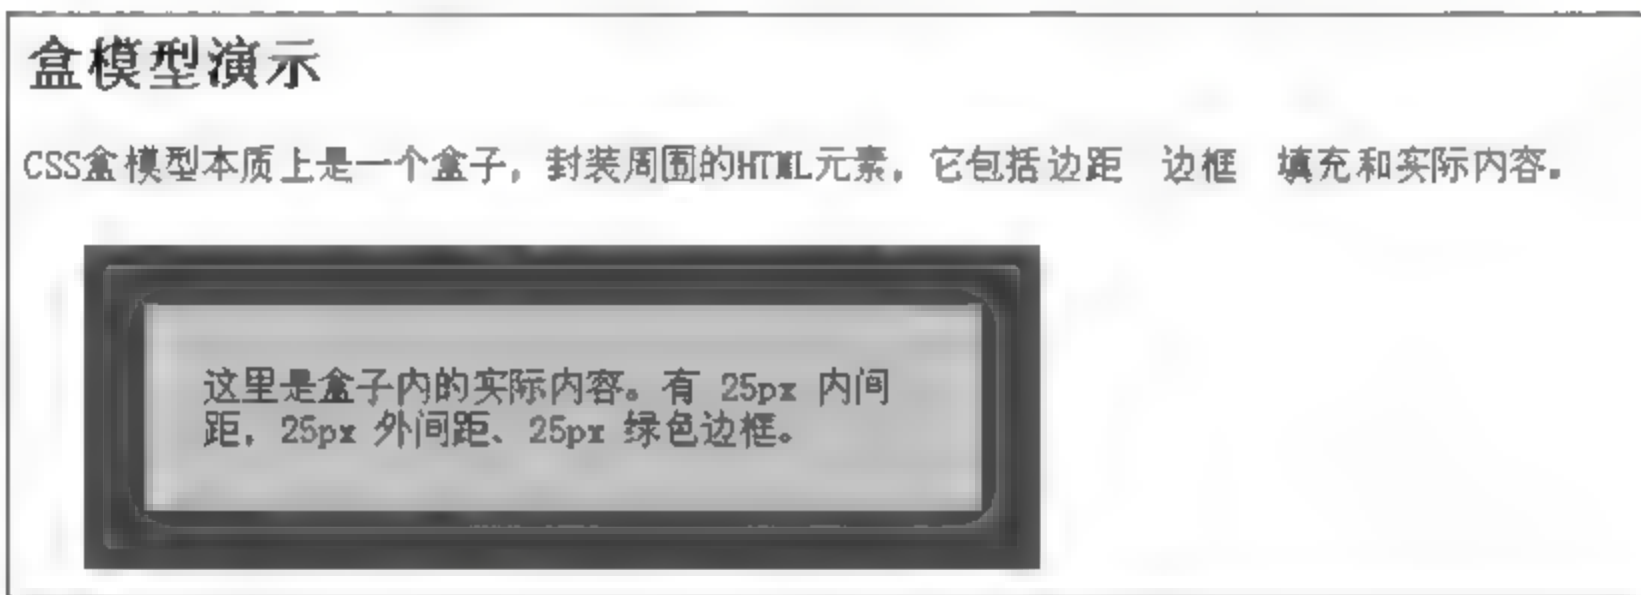 盒模型演示
CSS盒模型本质上是一个盒子，封装周围的HTML元素，它包括边距 边框 填充和实际内容。
这里是盒子内的实际内容。有 25px 内间
距，25px 外间距、25px 绿色边框。